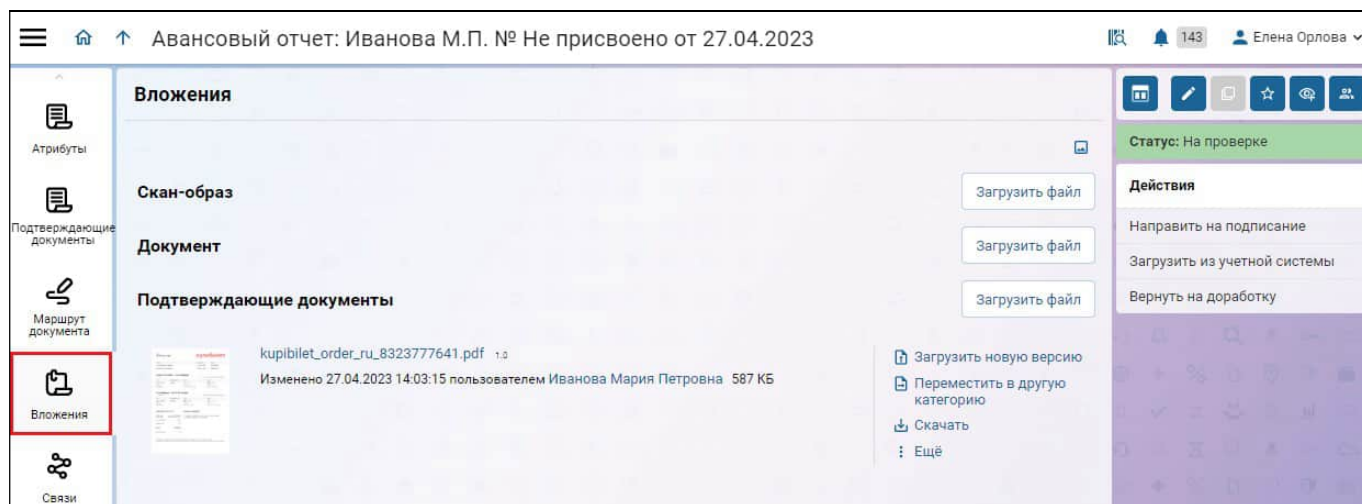 Авансовый отчет: Иванова М.П. № Не присвоено от 27.04.2023
143
Елена Орлова
Атрибуты
Подтверждающие
документы
Маршрут
документа
Вложения
Связи
Вложения
Скан-образ
Загрузить файл
Документ
Загрузить файл
Подтверждающие документы
Загрузить файл
kupibilet_order_ru_8323777641.pdf 1.0
Изменено 27.04.2023 14:03:15 пользователем Иванова Мария Петровна 587 КБ
Загрузить новую версию
Переместить в другую
категорию
Скачать
Ещё
Статус: На проверке
Действия
Направить на подписание
Загрузить из учетной системы
Вернуть на доработку